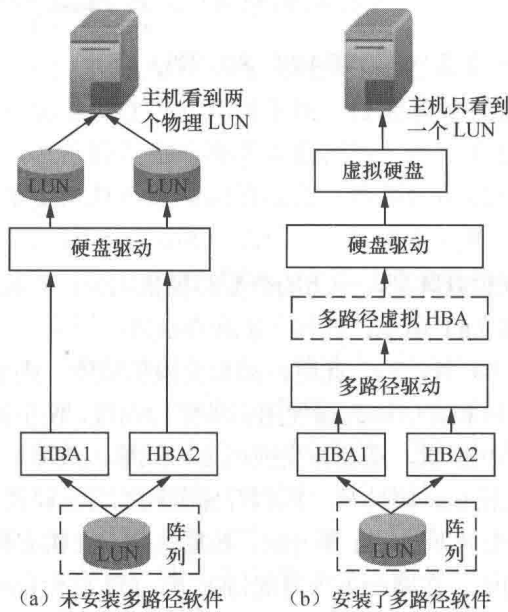 主机看到两
个物理 LUN
LUN
LUN
硬盘驱动
HBA1
HBA2
LUN
阵
列
(a) 未安装多路径软件
主机只看到
一个 LUN
虚拟硬盘
硬盘驱动
多路径虚拟 HBA
多路径驱动
HBA1
HBA2
LUN
阵
列
(b) 安装了多路径软件